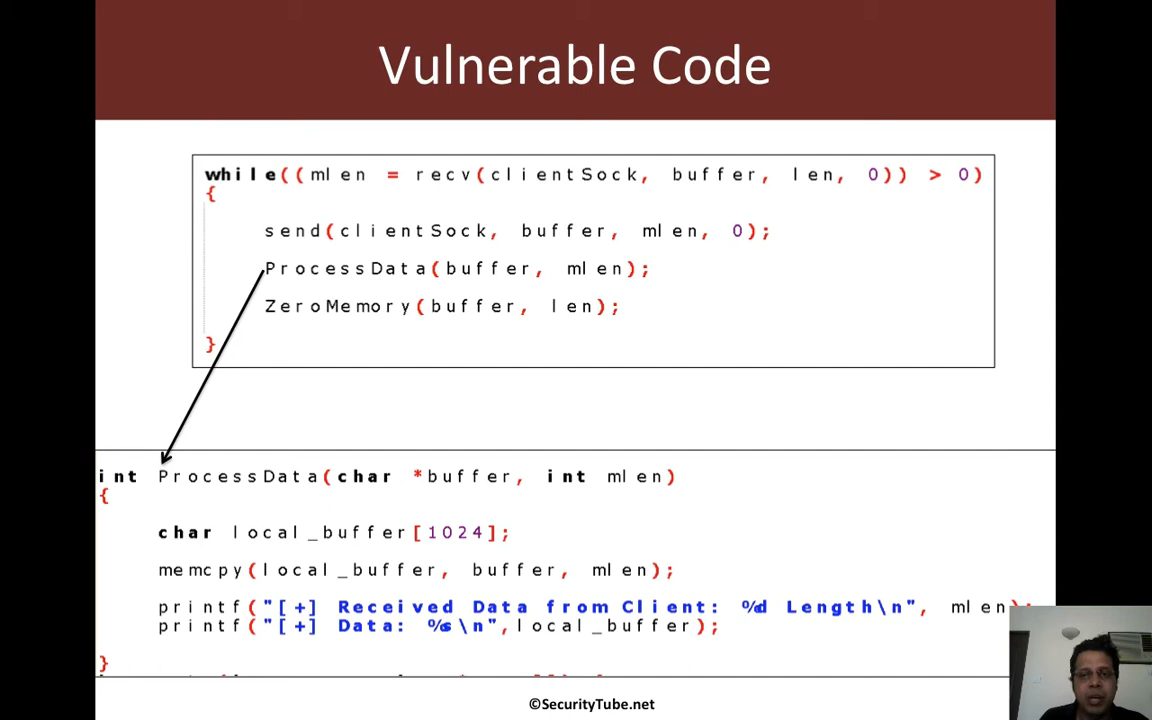 Vulnerable Code
while((mlen = recv(clientSock, buffer, len, 0)) > 0)
{
send(clientSock, buffer, mlen, 0);
ProcessData(buffer, mlen);
ZeroMemory(buffer, len);
}
int ProcessData(char *buffer, int mlen)
{
char local_buffer[1024];
memcpy(local_buffer, buffer, mlen);
printf("[+] Received Data from Client: %d Length\n", mlen);
printf("[+] Data: %s\n",local_buffer);
}
©SecurityTube.net